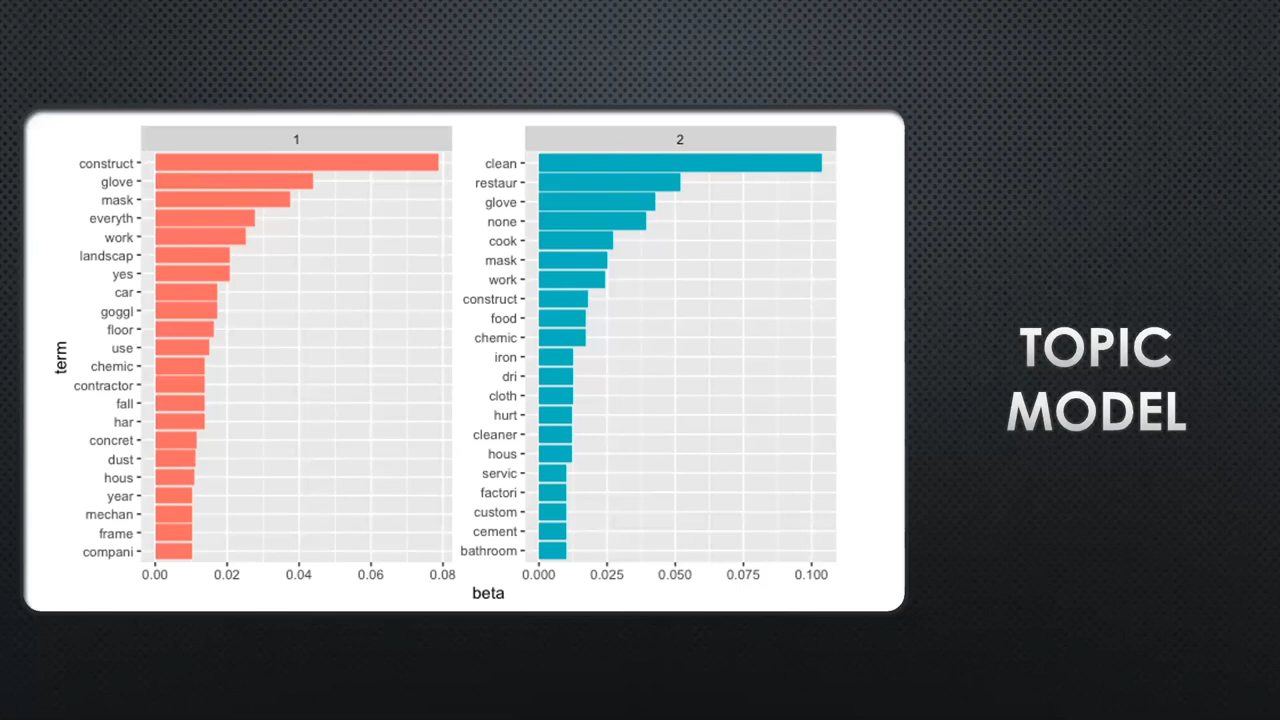 1
construct
glove
mask
everyth
work
landscap
yes
car
goggl
floor
use
chemic
contractor
fall
har
concret
dust
hous
year
mechan
frame
compani
0.00 0.02 0.04 0.06 0.08
term
2
clean
restaur
glove
none
cook
mask
work
construct
food
chemic
iron
dri
cloth
hurt
cleaner
hous
servic
factori
custom
cement
bathroom
0.000 0.025 0.050 0.075 0.100
beta
TOPIC
MODEL